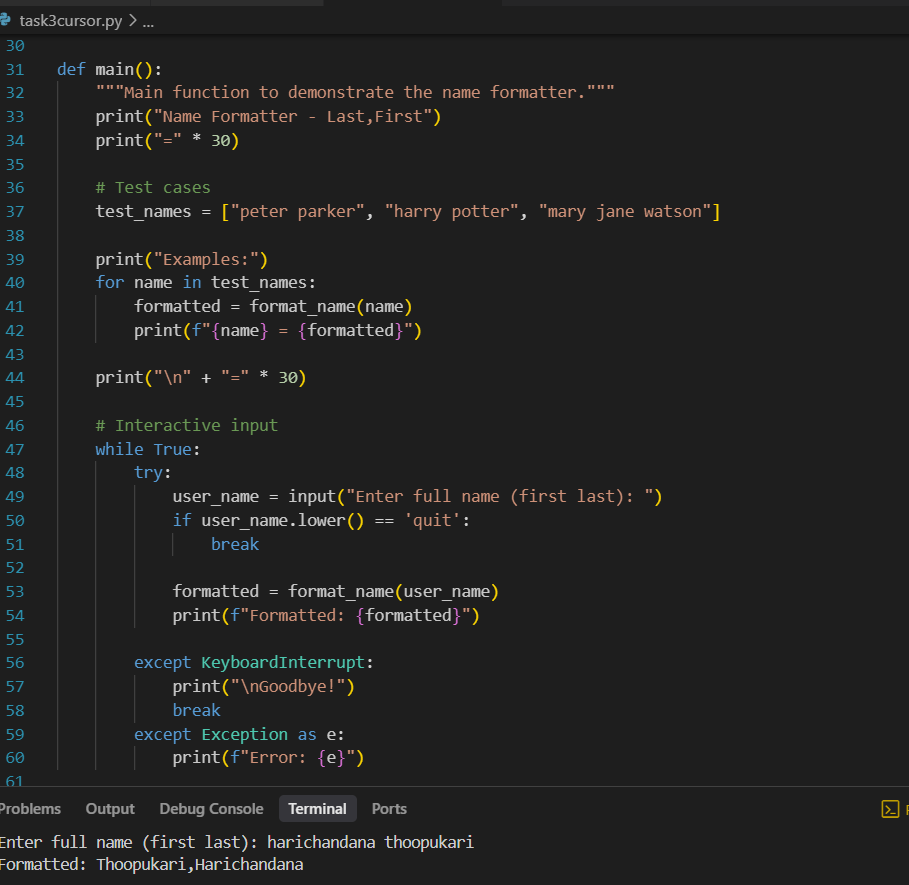 task3cursor.py > ...
30
31 def main():
32     """Main function to demonstrate the name formatter."""
33     print("Name Formatter - Last,First")
34     print("=" * 30)
35
36     # Test cases
37     test_names = ["peter parker", "harry potter", "mary jane watson"]
38
39     print("Examples:")
40     for name in test_names:
41         formatted = format_name(name)
42         print(f"{name} = {formatted}")
43
44     print("\n" + "=" * 30)
45
46     # Interactive input
47     while True:
48         try:
49             user_name = input("Enter full name (first last): ")
50             if user_name.lower() == 'quit':
51                 break
52
53             formatted = format_name(user_name)
54             print(f"Formatted: {formatted}")
55
56         except KeyboardInterrupt:
57             print("\nGoodbye!")
58             break
59         except Exception as e:
60             print(f"Error: {e}")
61
Problems Output Debug Console Terminal Ports
Enter full name (first last): harichandana thoopukari
Formatted: Thoopukari,Harichandana